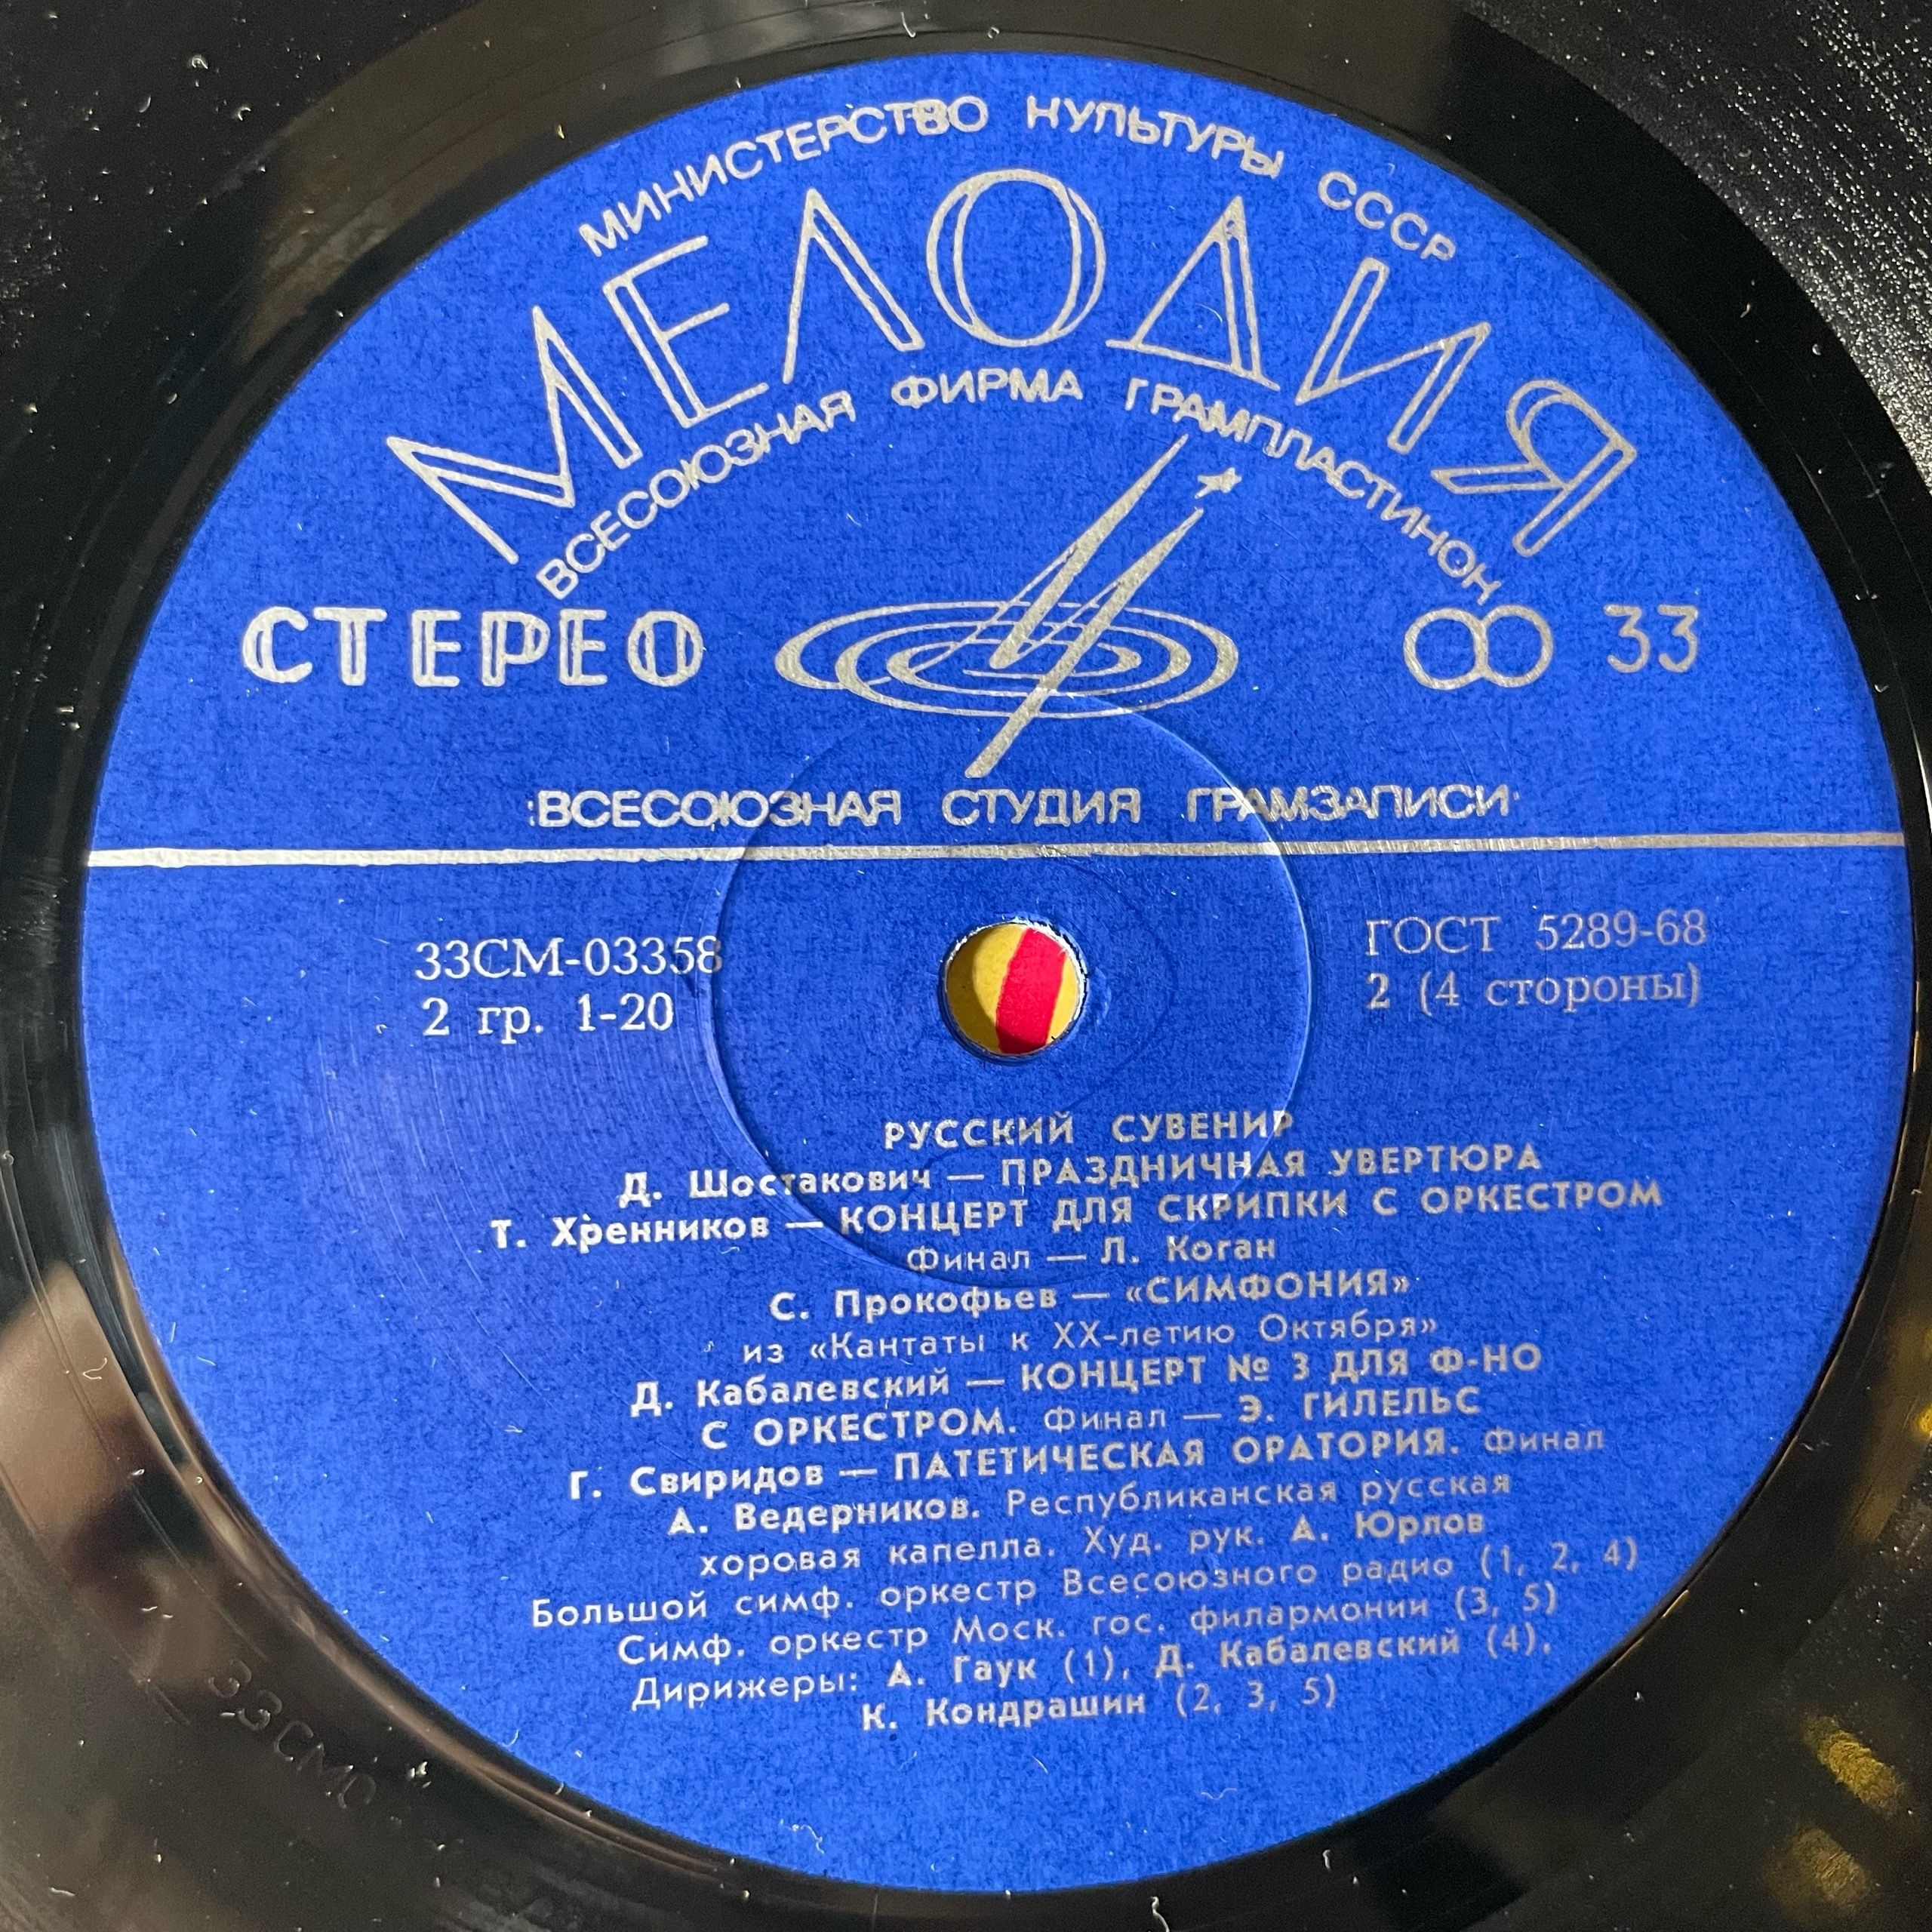 МИНИСТЕРСТВО КУЛЬТУРЫ СССР
МЕЛОДИЯ
ВСЕСОЮЗНАЯ ФИРМА ГРАМПЛАСТИНОК
СТЕРЕО
33
ВСЕСОЮЗНАЯ СТУДИЯ ГРАМЗАПИСИ
33СМ-03358
ГОСТ 5289-68
2 гр. 1-20
2 (4 стороны)
РУССКИЙ СУВЕНИР
Д. Шостакович — ПРАЗДНИЧНАЯ УВЕРТЮРА
Т. Хренников — КОНЦЕРТ ДЛЯ СКРИПКИ С ОРКЕСТРОМ
Финал — Л. Коган
С. Прокофьев — «СИМФОНИЯ»
из «Кантаты к XX-летию Октября»
Д. Кабалевский — КОНЦЕРТ № 3 ДЛЯ Ф-НО
С ОРКЕСТРОМ. Финал — Э. ГИЛЕЛЬС
Г. Свиридов — ПАТЕТИЧЕСКАЯ ОРАТОРИЯ. Финал
А. Ведерников. Республиканская русская
хоровая капелла. Худ. рук. А. Юрлов
Большой симф. оркестр Всесоюзного радио (1, 2, 4)
Симф. оркестр Моск. гос. филармонии (3, 5)
Дирижеры: А. Гаук (1), Д. Кабалевский (4),
К. Кондрашин (2, 3, 5)